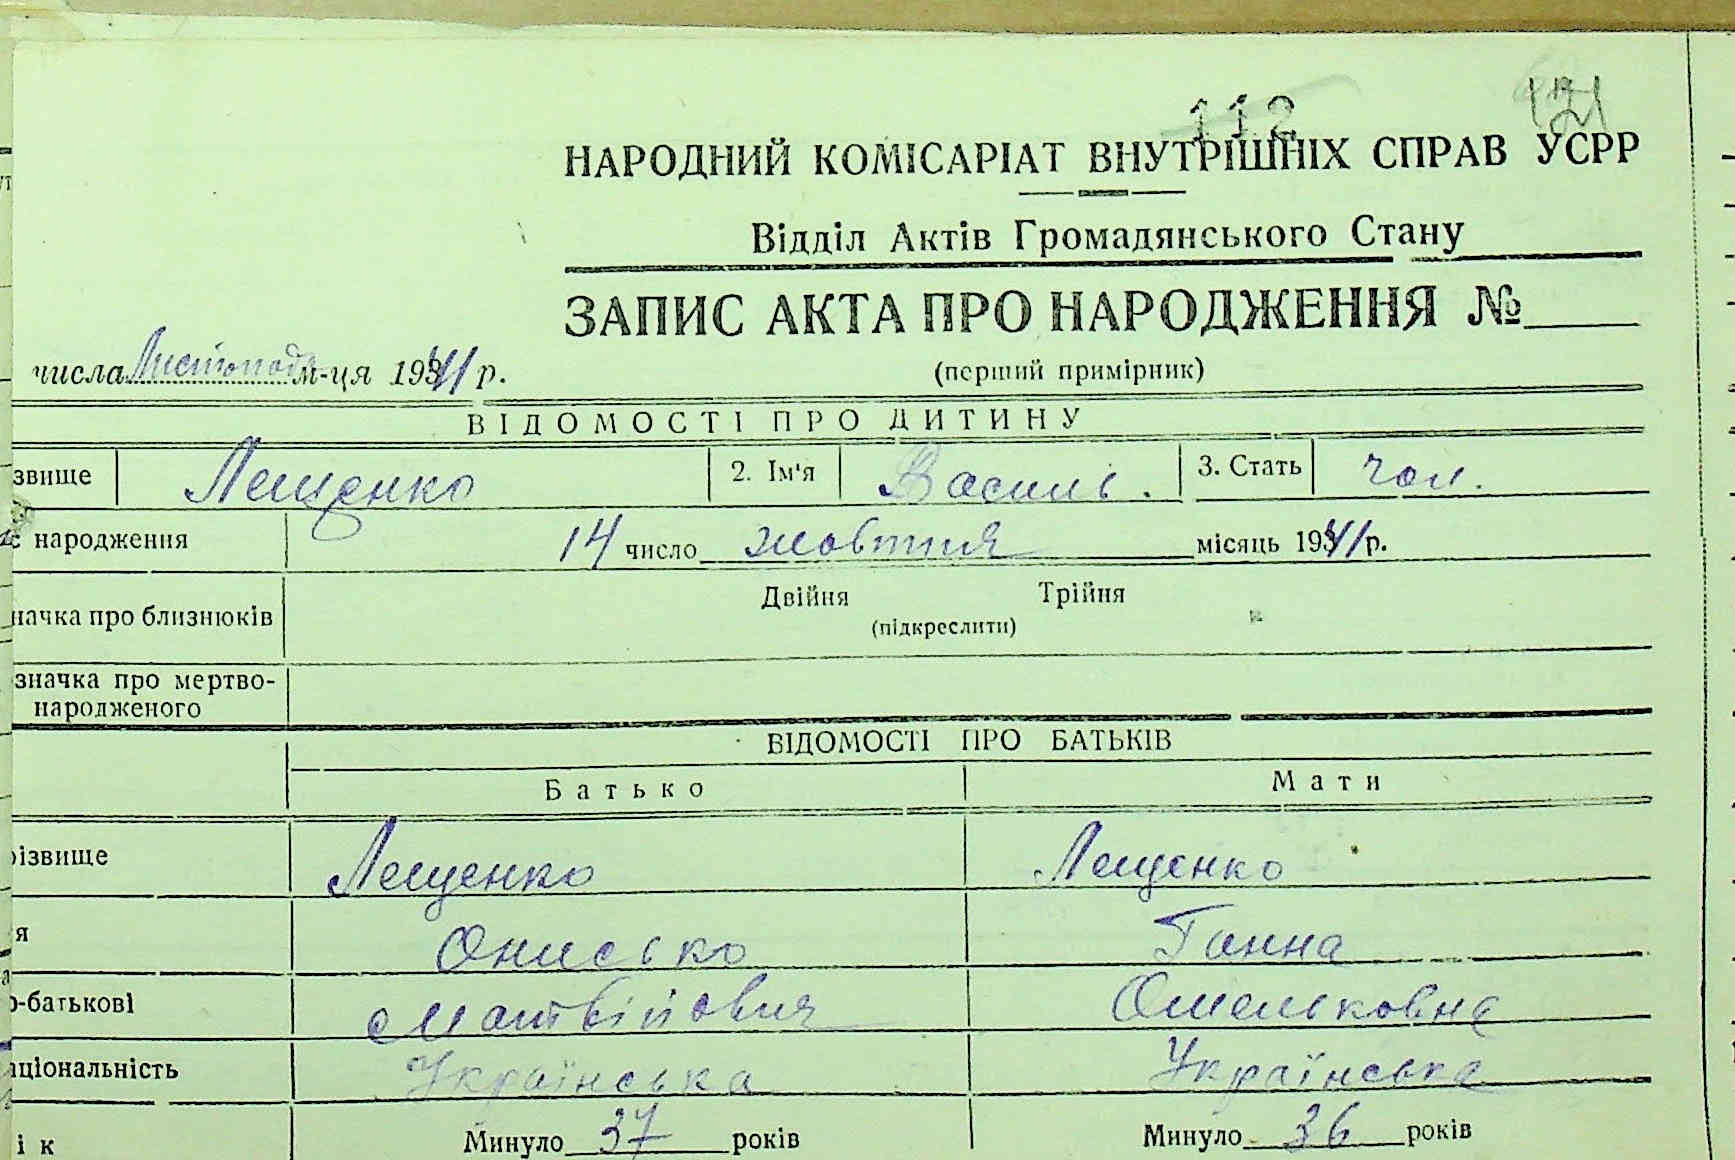 112
121
НАРОДНИЙ КОМІСАРІАТ ВНУТРІШНІХ СПРАВ УСРР
Відділ Актів Громадянського Стану
ЗАПИС АКТА ПРО НАРОДЖЕННЯ №
(перший примірник)
числа Листопада м-ця 1941 р.
ВІДОМОСТІ ПРО ДИТИНУ
звище Лещенко 2. Ім'я Василь. 3. Стать чол.
народження 14 число жовтня місяць 1941 р.
начка про близнюків Двійня Трійня
(підкреслити)
значка про мертво-
народженого
ВІДОМОСТІ ПРО БАТЬКІВ
Батько Мати
різвище Лещенко Лещенко
я Онисько Ганна
о-батькові Матвійович Омельковна
аціональність Українська Українська
ік Минуло 37 років Минуло 36 років